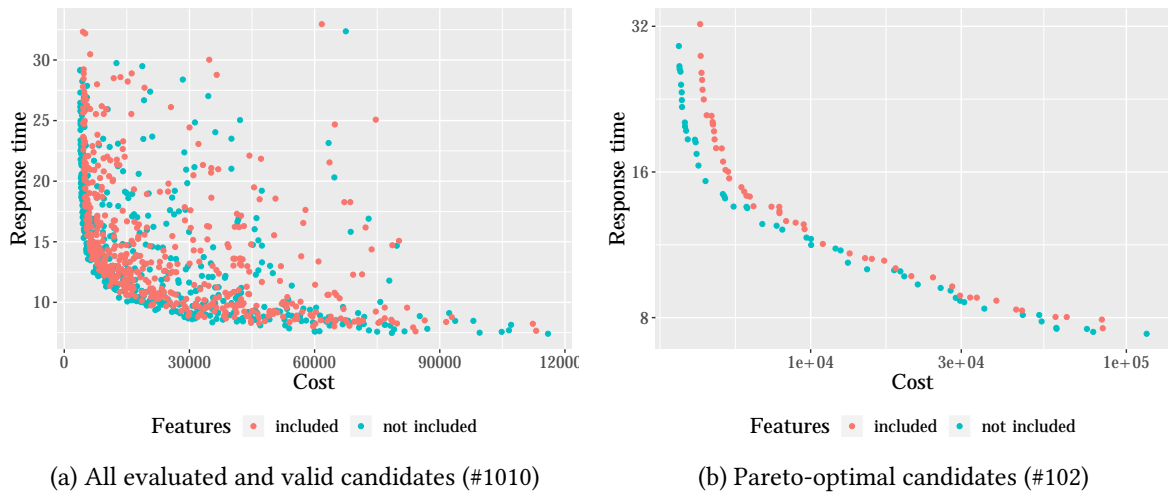 Response time
30
25
20
15
10
0
30000
60000
90000
12000
Cost
Features included not included
(a) All evaluated and valid candidates (#1010)
Response time
32
16
8
1e+04
3e+04
1e+05
Cost
Features included not included
(b) Pareto-optimal candidates (#102)